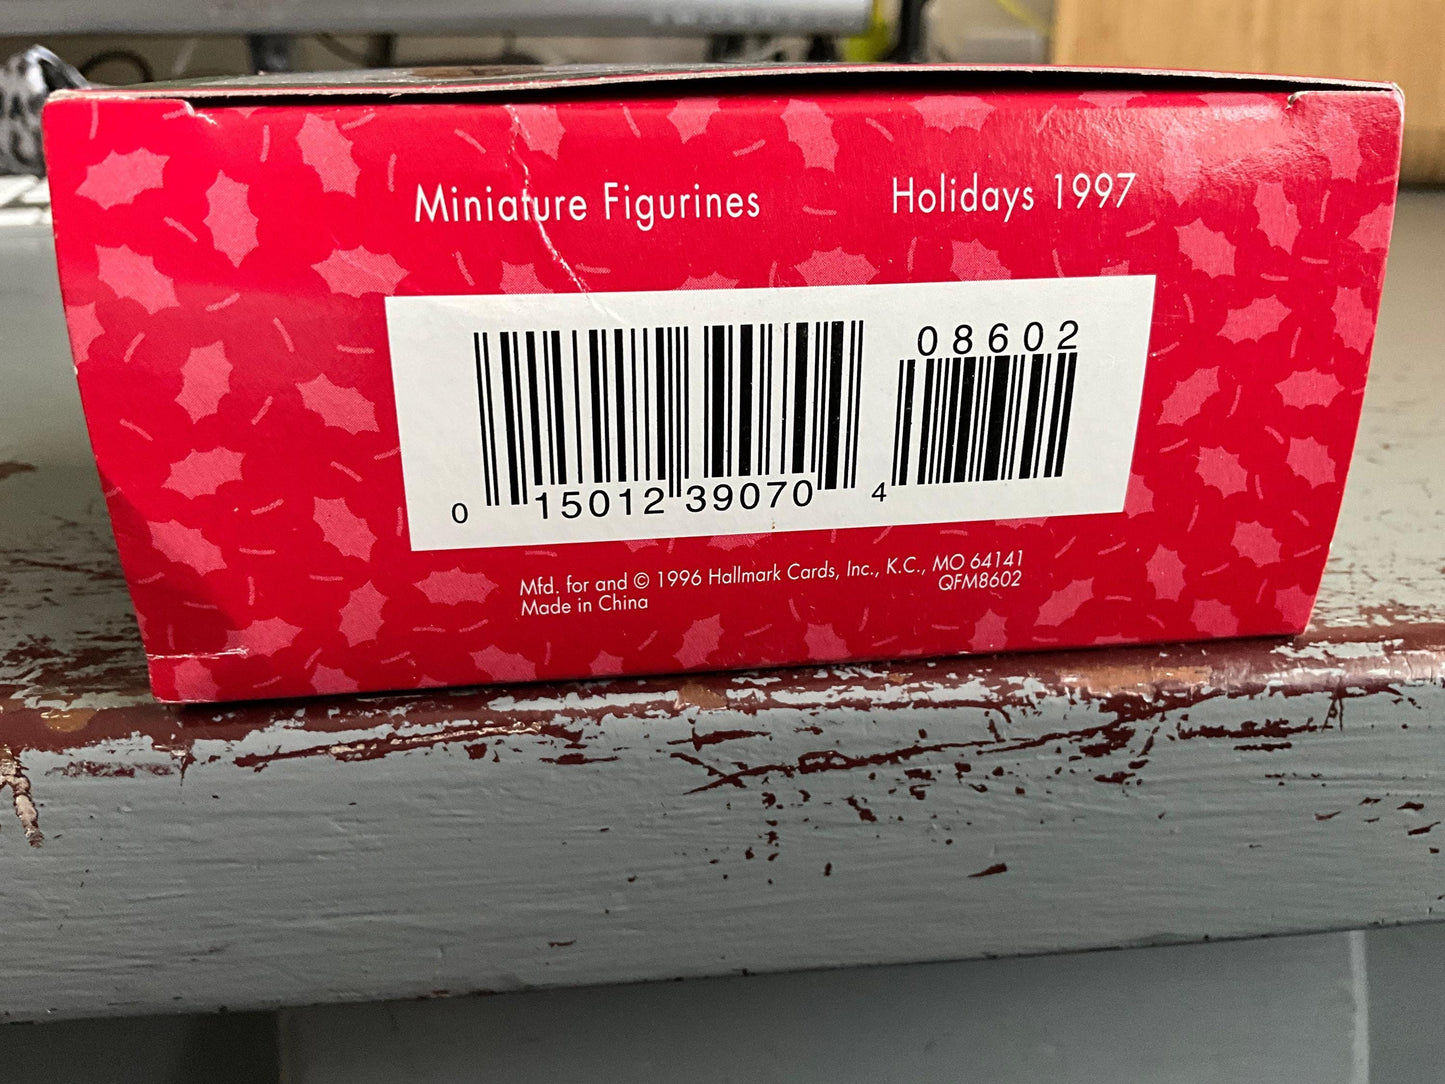 Miniature Figurines Holidays 1997
08602
0 15012 39070 4
Mfd. for and © 1996 Hallmark Cards, Inc., K.C., MO 64141
Made in China QFM8602